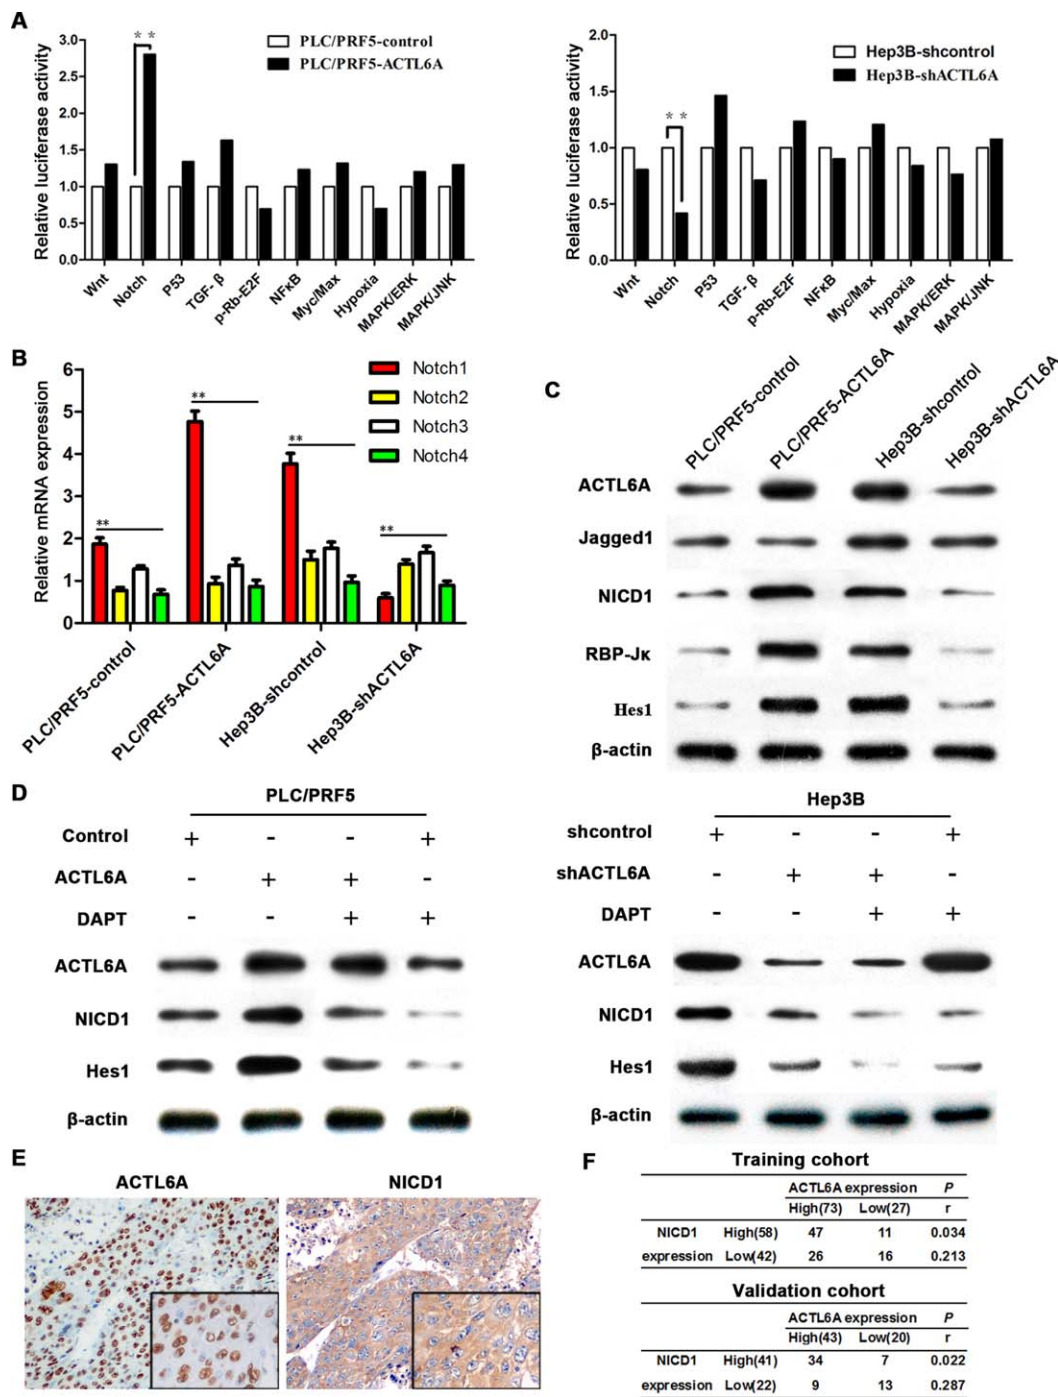 A
Relative luciferase activity
3.0
2.5
2.0
1.5
1.0
0.5
0.0
* *
PLC/PRF5-control
PLC/PRF5-ACTL6A
Wnt
Notch
P53
TGF- β
p-Rb-E2F
NFκB
Myc/Max
Hypoxia
MAPK/ERK
MAPK/JNK
Relative luciferase activity
2.0
1.5
1.0
0.5
0.0
* *
Hep3B-shcontrol
Hep3B-shACTL6A
Wnt
Notch
P53
TGF- β
p-Rb-E2F
NFκB
Myc/Max
Hypoxia
MAPK/ERK
MAPK/JNK
B
Relative mRNA expression
6
5
4
3
2
1
0
**
**
**
**
Notch1
Notch2
Notch3
Notch4
PLC/PRF5-control
PLC/PRF5-ACTL6A
Hep3B-shcontrol
Hep3B-shACTL6A
C
PLC/PRF5-control
PLC/PRF5-ACTL6A
Hep3B-shcontrol
Hep3B-shACTL6A
ACTL6A
Jagged1
NICD1
RBP-Jκ
Hes1
β-actin
D
PLC/PRF5
Control + - - +
ACTL6A - + + -
DAPT - - + +
ACTL6A
NICD1
Hes1
β-actin
Hep3B
shcontrol + - - +
shACTL6A - + + -
DAPT - - + +
ACTL6A
NICD1
Hes1
β-actin
E
ACTL6A
NICD1
F
Training cohort
ACTL6A expression P
High(73) Low(27) r
NICD1 High(58) 47 11 0.034
expression Low(42) 26 16 0.213
Validation cohort
ACTL6A expression P
High(43) Low(20) r
NICD1 High(41) 34 7 0.022
expression Low(22) 9 13 0.287